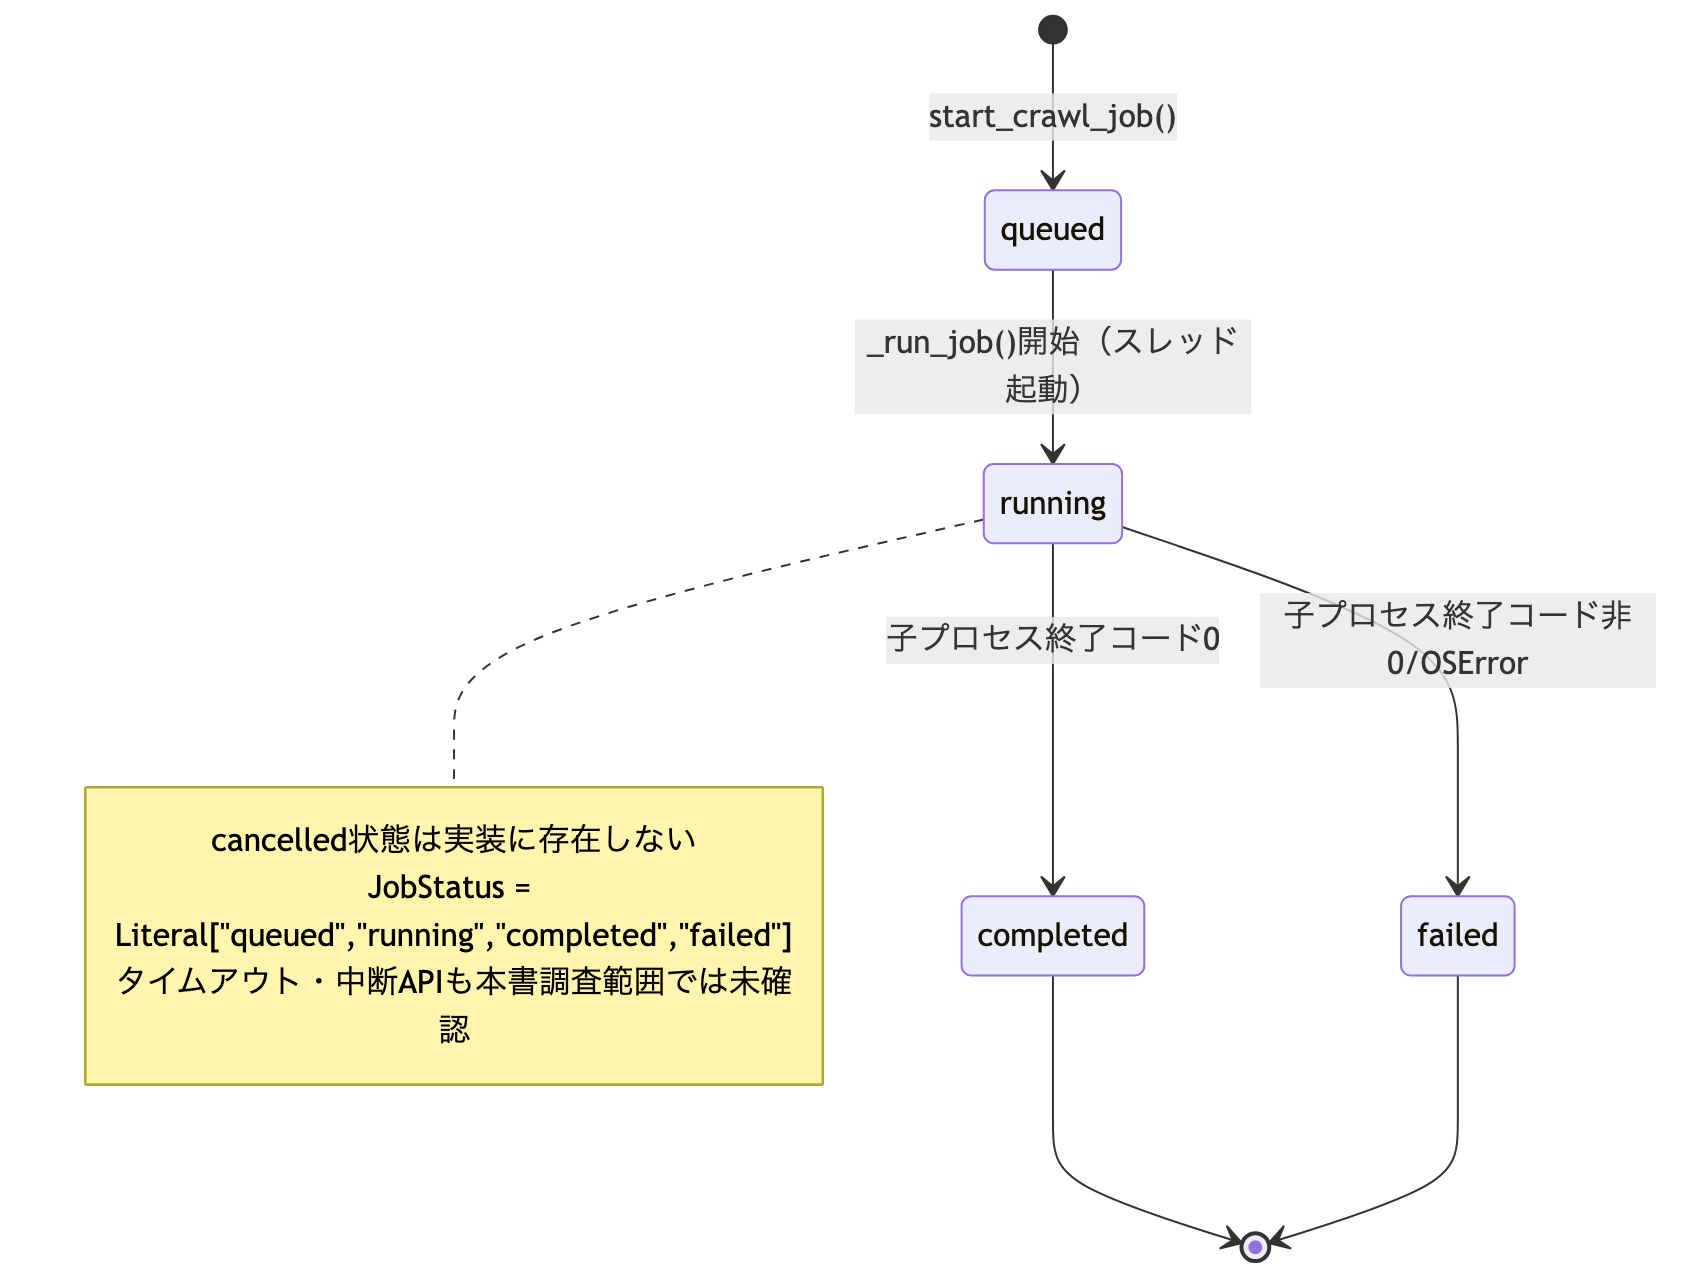 start_crawl_job()
queued
_run_job()開始（スレッド
起動）
running
子プロセス終了コード0
子プロセス終了コード非
0/OSError
cancelled状態は実装に存在しない
JobStatus =
Literal["queued","running","completed","failed"]
タイムアウト・中断APIも本書調査範囲では未確
認
completed
failed